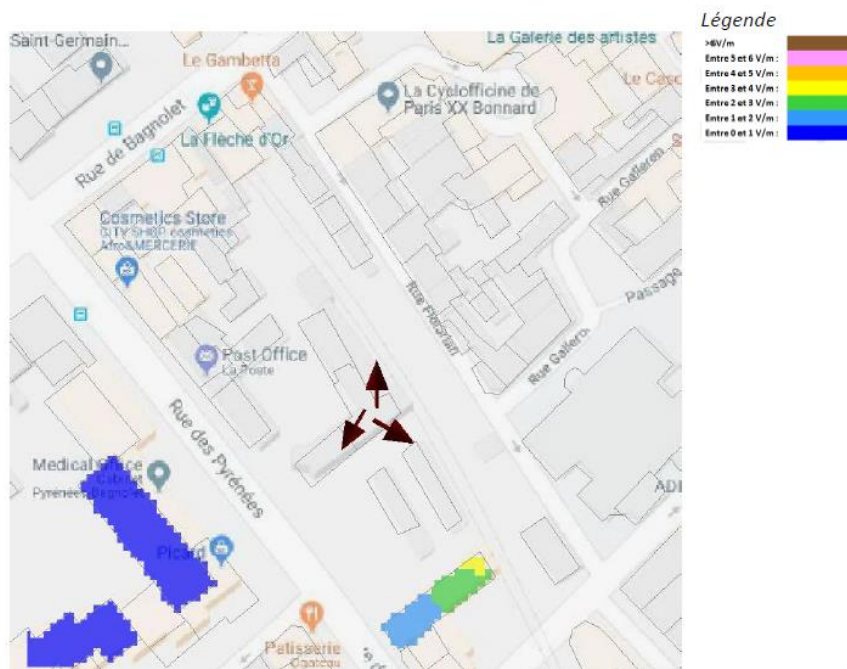 Légende
>6V/m
Entre 5 et 6 V/m :
Entre 4 et 5 V/m :
Entre 3 et 4 V/m :
Entre 2 et 3 V/m :
Entre 1 et 2 V/m :
Entre 0 et 1 V/m :
Saint-Germain...
La Galerie des artistes
Le Gambetta
La Cyclofficine de
Paris XX Bonnard
Le Casc
Rue de Bagnolet
La Flèche d'Or
Rue Galleron
Cosmetics Store
CITY SHOP cosmetics
Afro&MERCERIE
Passage
Rue Florian
Post Office
La Poste
Rue Galleron
Rue des Pyrénées
Medical Office
Cabinet
Pyrénées Bagnolet
ADI
Picard
Patisserie